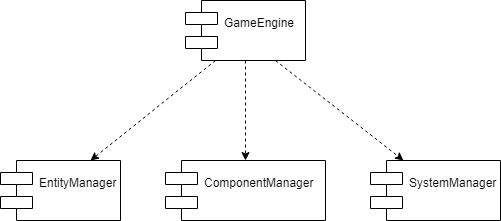 GameEngine
EntityManager
ComponentManager
SystemManager